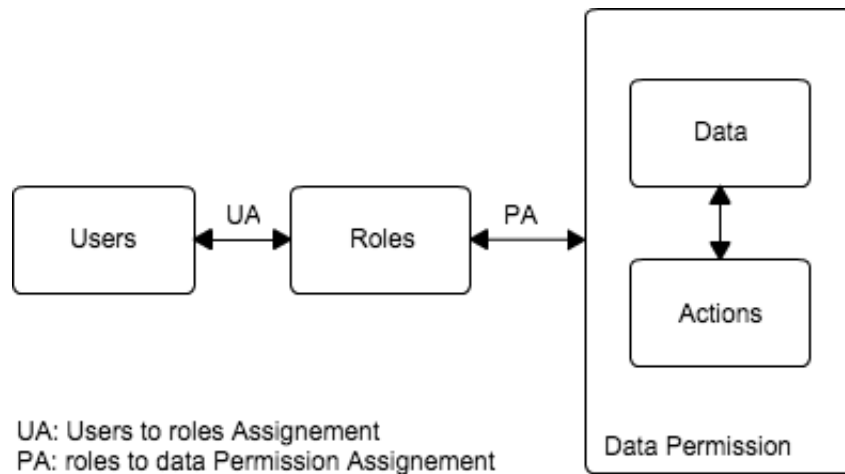 Data
UA
PA
Users
Roles
Actions
UA: Users to roles Assignement
PA: roles to data Permission Assignement
Data Permission